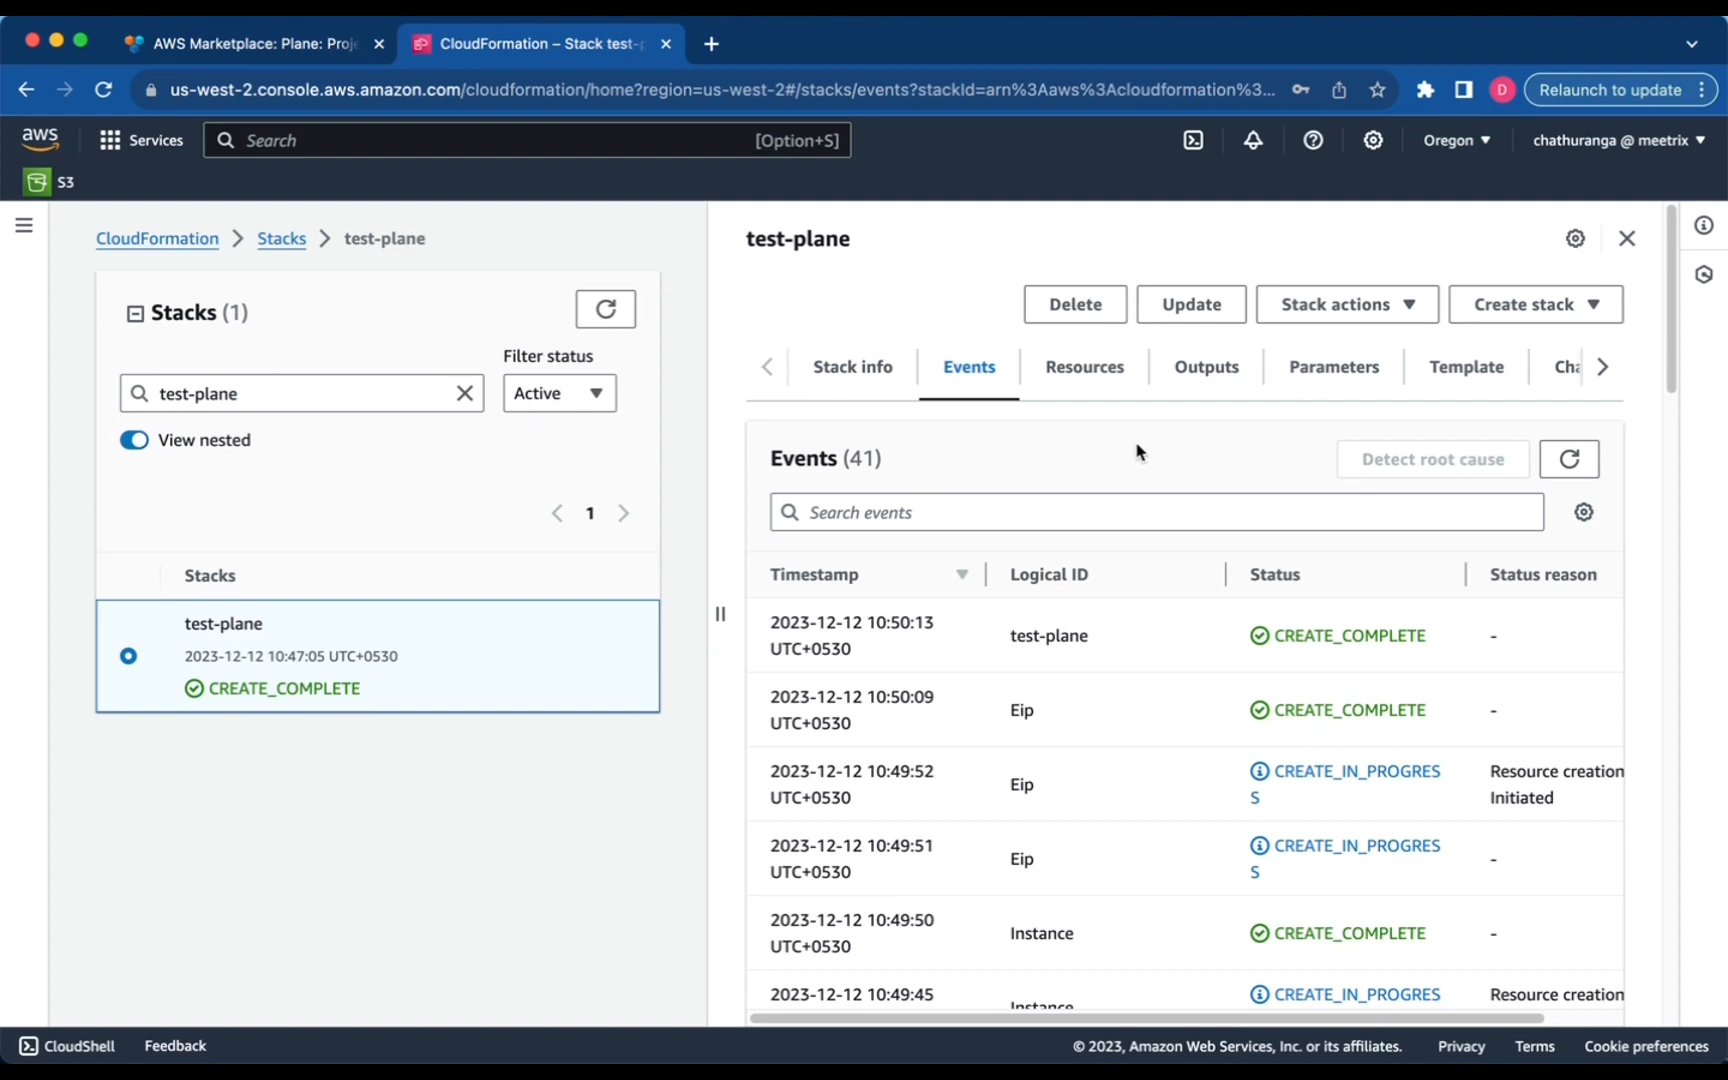 AWS Marketplace: Plane: Proje
CloudFormation – Stack test-p
us-west-2.console.aws.amazon.com/cloudformation/home?region=us-west-2#/stacks/events?stackId=arn%3Aaws%3Acloudformation%3...
D
Relaunch to update
aws
Services
Search
[Option+S]
Oregon
chathuranga @ meetrix
S3
CloudFormation
Stacks
test-plane
Stacks (1)
Filter status
test-plane
Active
View nested
1
Stacks
test-plane
2023-12-12 10:47:05 UTC+0530
CREATE_COMPLETE
test-plane
Delete
Update
Stack actions
Create stack
Stack info
Events
Resources
Outputs
Parameters
Template
Cha
Events (41)
Detect root cause
Search events
Timestamp
Logical ID
Status
Status reason
2023-12-12 10:50:13
UTC+0530
test-plane
CREATE_COMPLETE
-
2023-12-12 10:50:09
UTC+0530
Eip
CREATE_COMPLETE
-
2023-12-12 10:49:52
UTC+0530
Eip
CREATE_IN_PROGRES
S
Resource creation
Initiated
2023-12-12 10:49:51
UTC+0530
Eip
CREATE_IN_PROGRES
S
-
2023-12-12 10:49:50
UTC+0530
Instance
CREATE_COMPLETE
-
2023-12-12 10:49:45
Instance
CREATE_IN_PROGRES
Resource creation
CloudShell
Feedback
© 2023, Amazon Web Services, Inc. or its affiliates.
Privacy
Terms
Cookie preferences